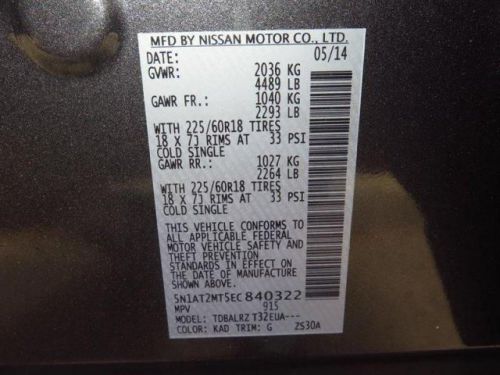 MFD BY NISSAN MOTOR CO., LTD.
DATE: 05/14
GVWR: 2036 KG
4489 LB
GAWR FR.: 1040 KG
2293 LB
WITH 225/60R18 TIRES
18 X 7J RIMS AT 33 PSI
COLD SINGLE
GAWR RR.: 1027 KG
2264 LB
WITH 225/60R18 TIRES
18 X 7J RIMS AT 33 PSI
COLD SINGLE
THIS VEHICLE CONFORMS TO
ALL APPLICABLE FEDERAL
MOTOR VEHICLE SAFETY AND
THEFT PREVENTION
STANDARDS IN EFFECT ON
THE DATE OF MANUFACTURE
SHOWN ABOVE.
5N1AT2MT5EC840322
MPV 915
MODEL: TDBALRZ T32EUA---
COLOR: KAD TRIM: G ZS30A